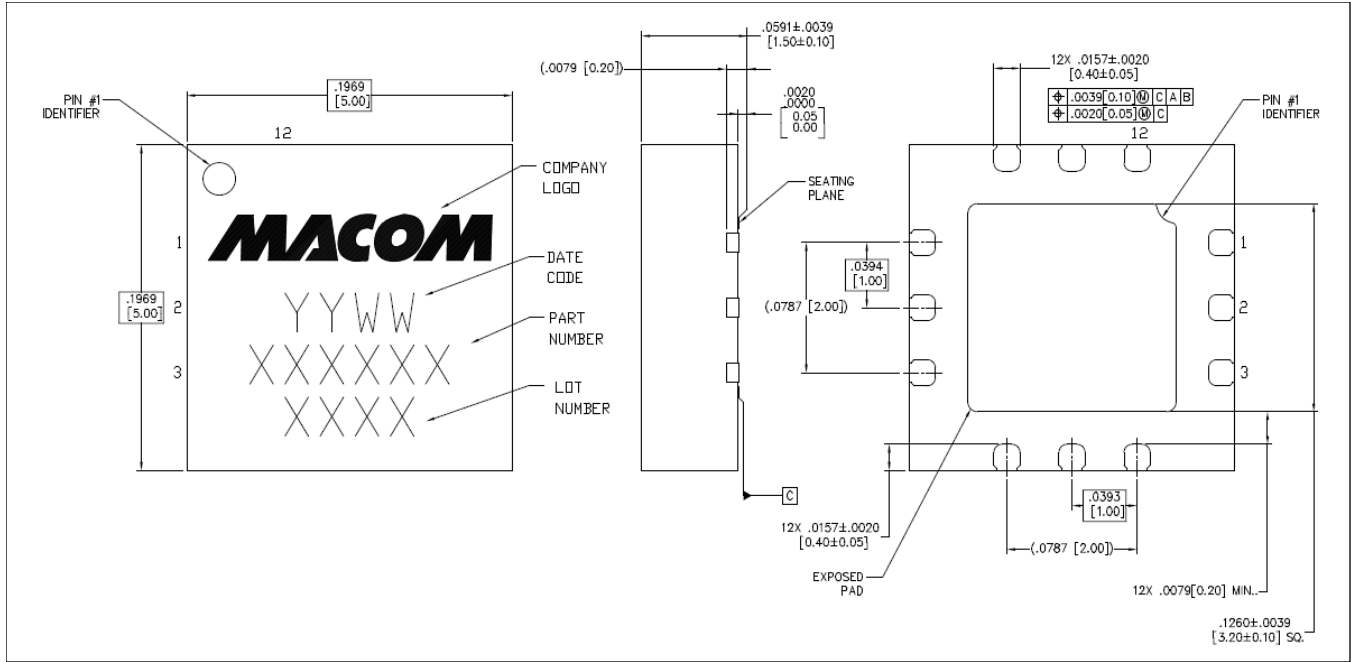 PIN #1
IDENTIFIER
.1969
[5.00]
12
COMPANY
LOGO
MACOM
1
DATE
CODE
.1969
[5.00]
2
YYWW
PART
NUMBER
XXXXXX
3
LOT
NUMBER
XXXX
.0591±.0039
[1.50±0.10]
(.0079 [0.20])
.0020
.0000
[0.05
0.00]
SEATING
PLANE
C
12X .0157±.0020
[0.40±0.05]
⌖ .0039[0.10]Ⓜ C A B
⌖ .0020[0.05]Ⓜ C
12
PIN #1
IDENTIFIER
.0394
[1.00]
(.0787 [2.00])
1
2
3
12X .0157±.0020
[0.40±0.05]
.0393
[1.00]
(.0787 [2.00])
EXPOSED
PAD
12X .0079[0.20] MIN..
.1260±.0039
[3.20±0.10] SQ.